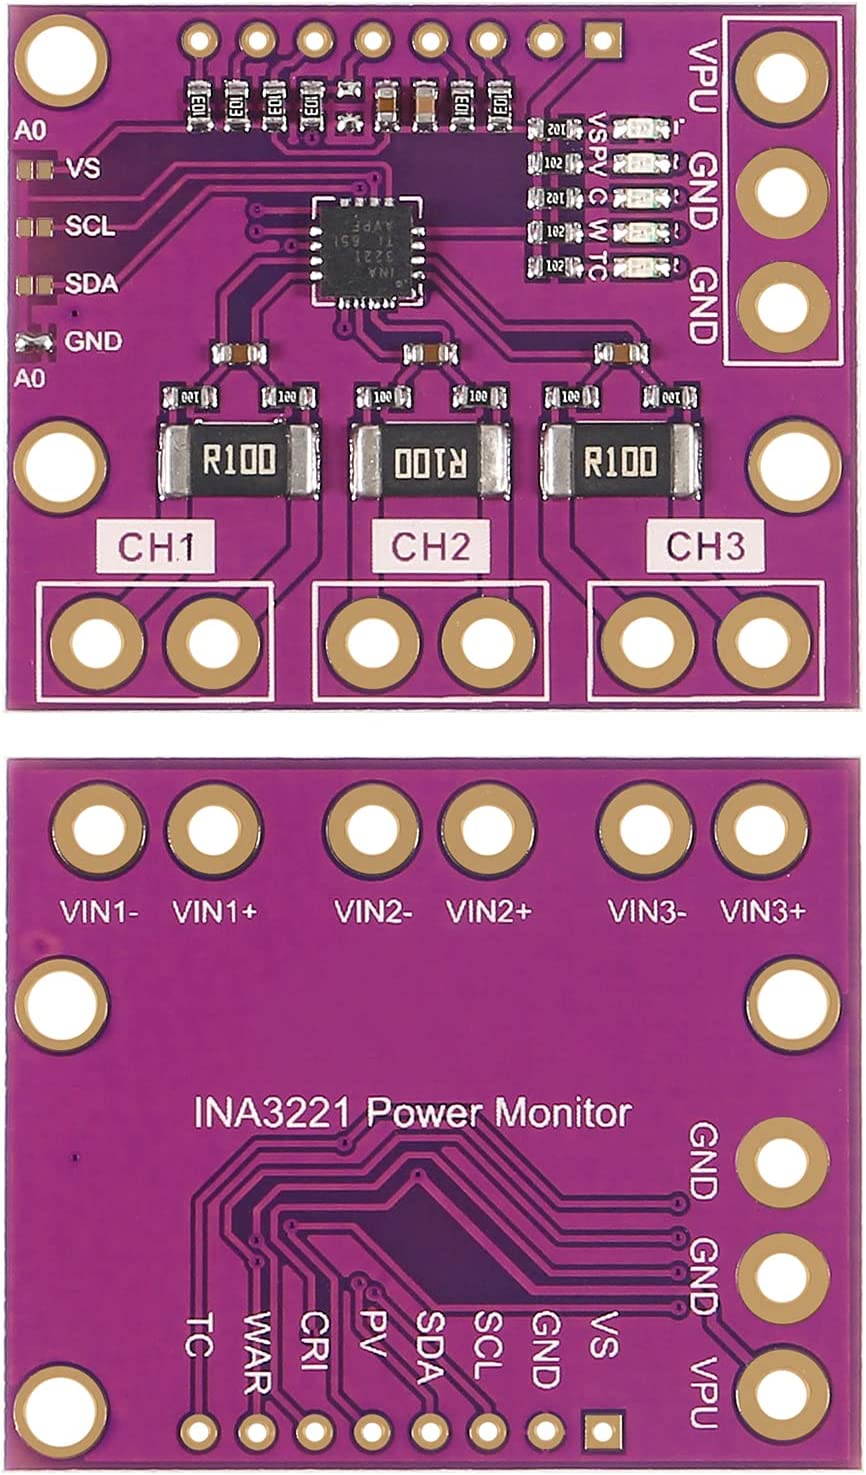 VPU
GND
GND
A0
VS
SCL
SDA
GND
A0
103
103
103
103
103
103
102
102
102
102
102
VS
PV
C
W
TC
INA
3221
TI 65I
AVPE
100
100
100
100
100
100
R100
R100
R100
CH1
CH2
CH3
VIN1-
VIN1+
VIN2-
VIN2+
VIN3-
VIN3+
INA3221 Power Monitor
GND
GND
VPU
TC
WAR
CRI
PV
SDA
SCL
GND
VS